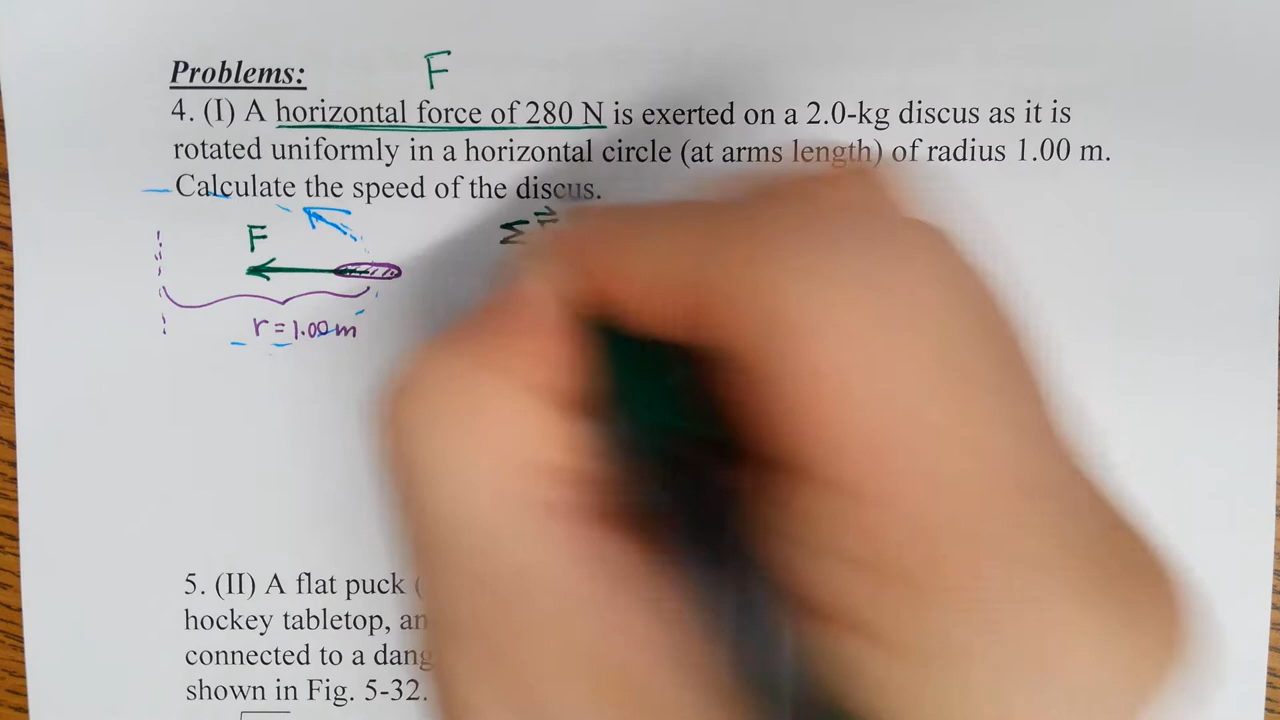 Problems:
F
4. (I) A horizontal force of 280 N is exerted on a 2.0-kg discus as it is
rotated uniformly in a horizontal circle (at arms length) of radius 1.00 m.
Calculate the speed of the discus.
F
Σ
r = 1.00 m
5. (II) A flat puck (
hockey tabletop, an
connected to a dang
shown in Fig. 5-32.